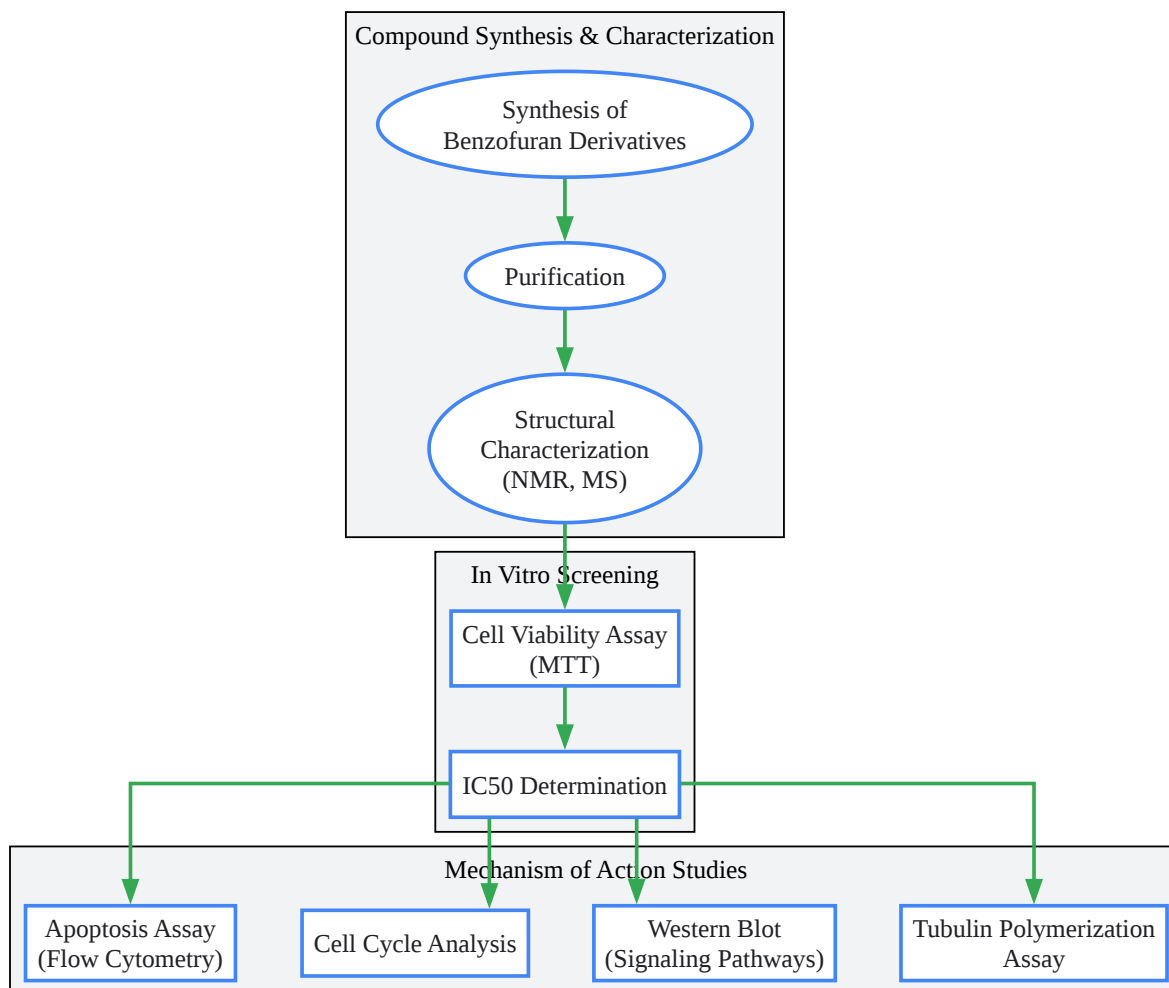 Compound Synthesis & Characterization
Synthesis of
Benzofuran Derivatives
Purification
Structural
Characterization
(NMR, MS)
In Vitro Screening
Cell Viability Assay
(MTT)
IC50 Determination
Mechanism of Action Studies
Apoptosis Assay
(Flow Cytometry)
Cell Cycle Analysis
Western Blot
(Signaling Pathways)
Tubulin Polymerization
Assay